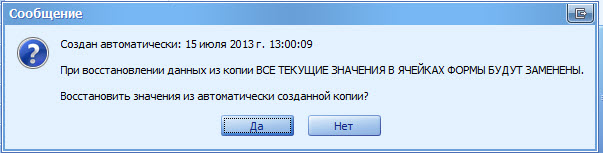 Сообщение
Создан автоматически: 15 июля 2013 г. 13:00:09
При восстановлении данных из копии ВСЕ ТЕКУЩИЕ ЗНАЧЕНИЯ В ЯЧЕЙКАХ ФОРМЫ БУДУТ ЗАМЕНЕНЫ.
Восстановить значения из автоматически созданной копии?
Да Нет